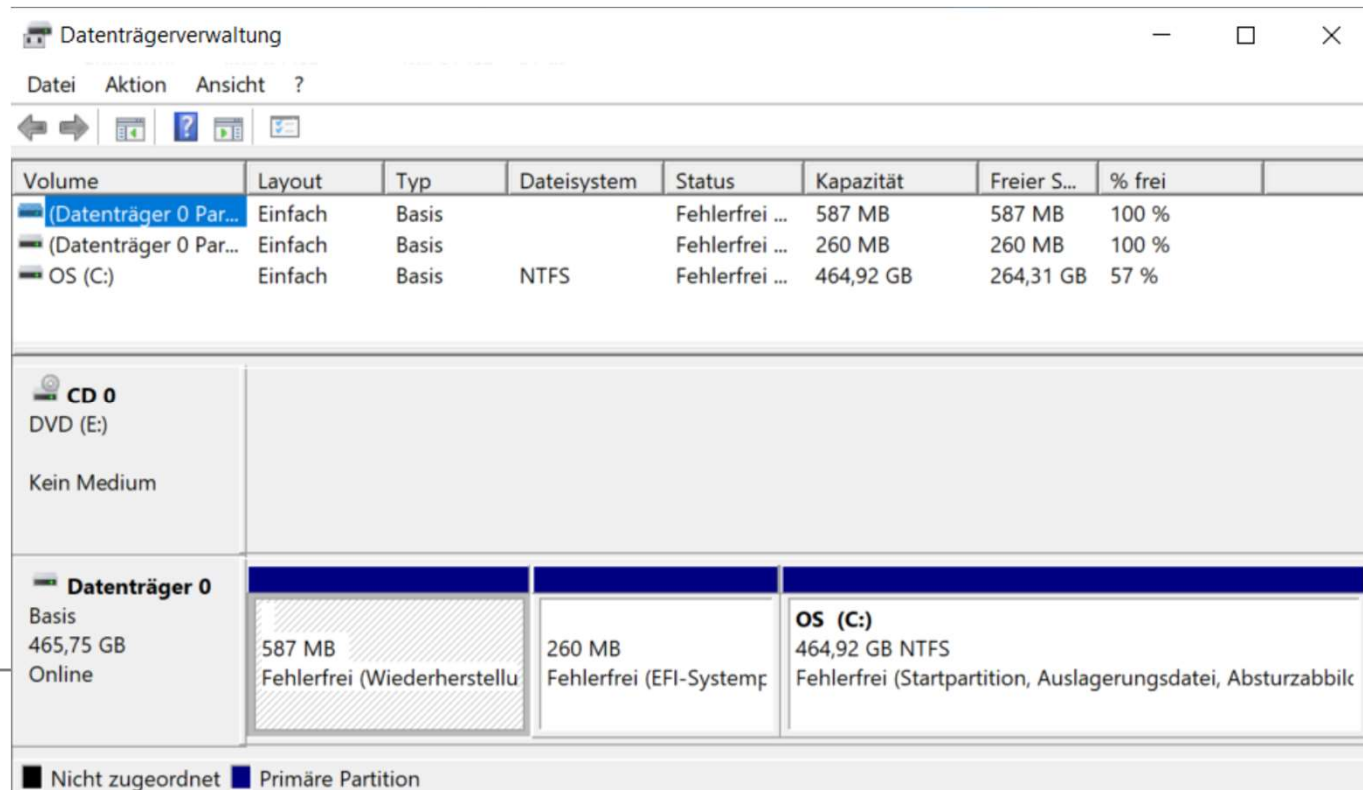 Datenträgerverwaltung
Datei Aktion Ansicht ?
Volume Layout Typ Dateisystem Status Kapazität Freier S... % frei
(Datenträger 0 Par... Einfach Basis Fehlerfrei ... 587 MB 587 MB 100 %
(Datenträger 0 Par... Einfach Basis Fehlerfrei ... 260 MB 260 MB 100 %
OS (C:) Einfach Basis NTFS Fehlerfrei ... 464,92 GB 264,31 GB 57 %
CD 0
DVD (E:)
Kein Medium
Datenträger 0
Basis
465,75 GB
Online
587 MB
Fehlerfrei (Wiederherstellu
260 MB
Fehlerfrei (EFI-Systemp
OS (C:)
464,92 GB NTFS
Fehlerfrei (Startpartition, Auslagerungsdatei, Absturzabbild
Nicht zugeordnet Primäre Partition